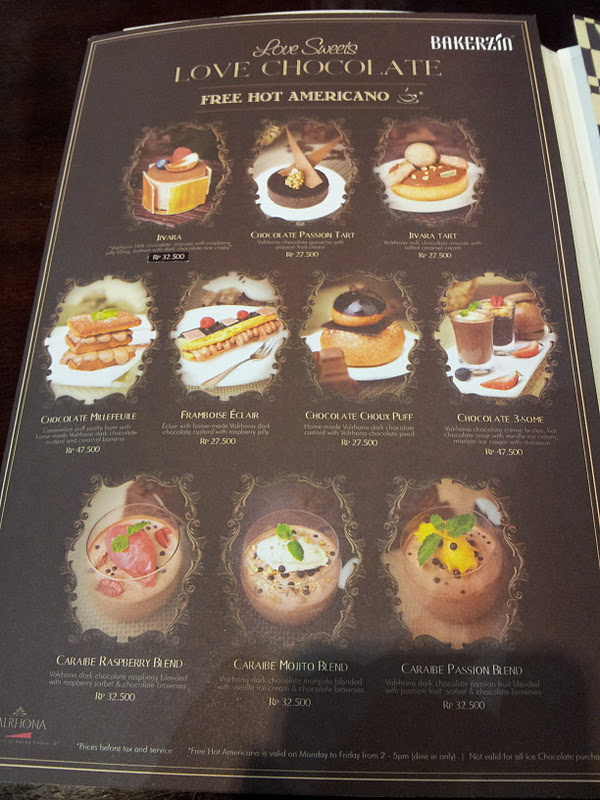 Love Sweets
BAKERZIN
LOVE CHOCOLATE
FREE HOT AMERICANO *
JIVARA
*Valrhona Milk chocolate mousse with raspberry
jelly filling, bottom with dark chocolate rice crispy
Rp 32.500
CHOCOLATE PASSION TART
Valrhona chocolate ganache with
passion fruit cream
Rp 27.500
JIVARA TART
Valrhona milk chocolate mousse with
salted caramel cream
Rp 27.500
CHOCOLATE MILLEFEUILE
Caramelize puff pastry layer with
home-made Valrhona dark chocolate
custard and caramel banana
Rp 47.500
FRAMBOISE ÉCLAIR
Éclair with home-made Valrhona dark
chocolate custard with raspberry jelly
Rp 27.500
CHOCOLATE CHOUX PUFF
Home made Valrhona dark chocolate
custard with Valrhona chocolate pearl
Rp 27.500
CHOCOLATE 3-SOME
Valrhona chocolate crème brulee, hot
chocolate soup with vanilla ice cream,
marjan ice cream with macaron
Rp 47.500
CARAIBE RASPBERRY BLEND
Valrhona dark chocolate raspberry blended
with raspberry sorbet & chocolate brownies
Rp 32.500
CARAIBE MOJITO BLEND
Valrhona dark chocolate blended
with vanilla ice cream & chocolate brownies
Rp 32.500
CARAIBE PASSION BLEND
Valrhona dark chocolate passion fruit blended
with passion fruit sorbet & chocolate brownies
Rp 32.500
ALRHONA
*Prices before tax and service
*Free Hot Americano is valid on Monday to Friday from 2 - 5pm (dine in only) | Not valid for all Ice Chocolate purcha